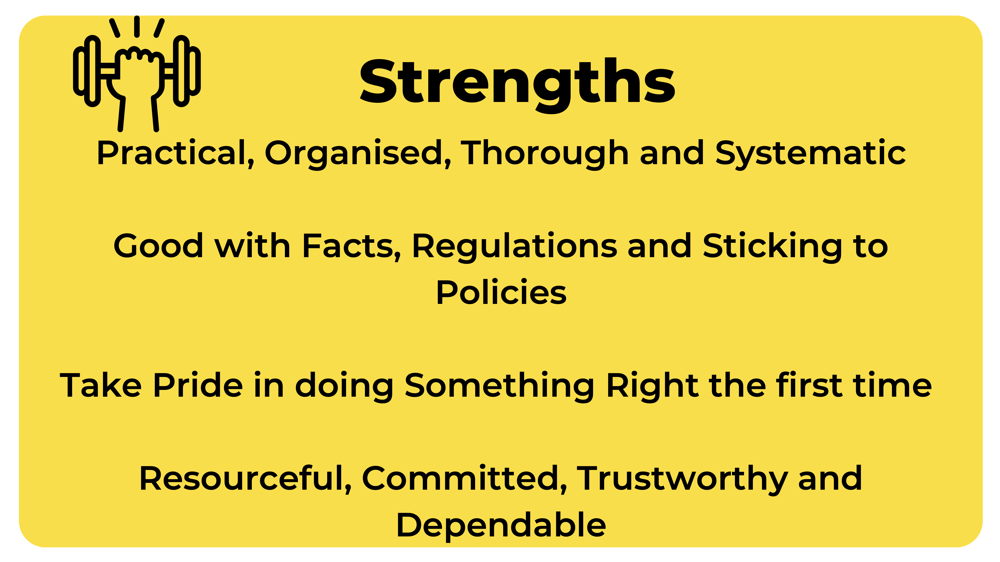 Strengths
Practical, Organised, Thorough and Systematic
Good with Facts, Regulations and Sticking to
Policies
Take Pride in doing Something Right the first time
Resourceful, Committed, Trustworthy and
Dependable